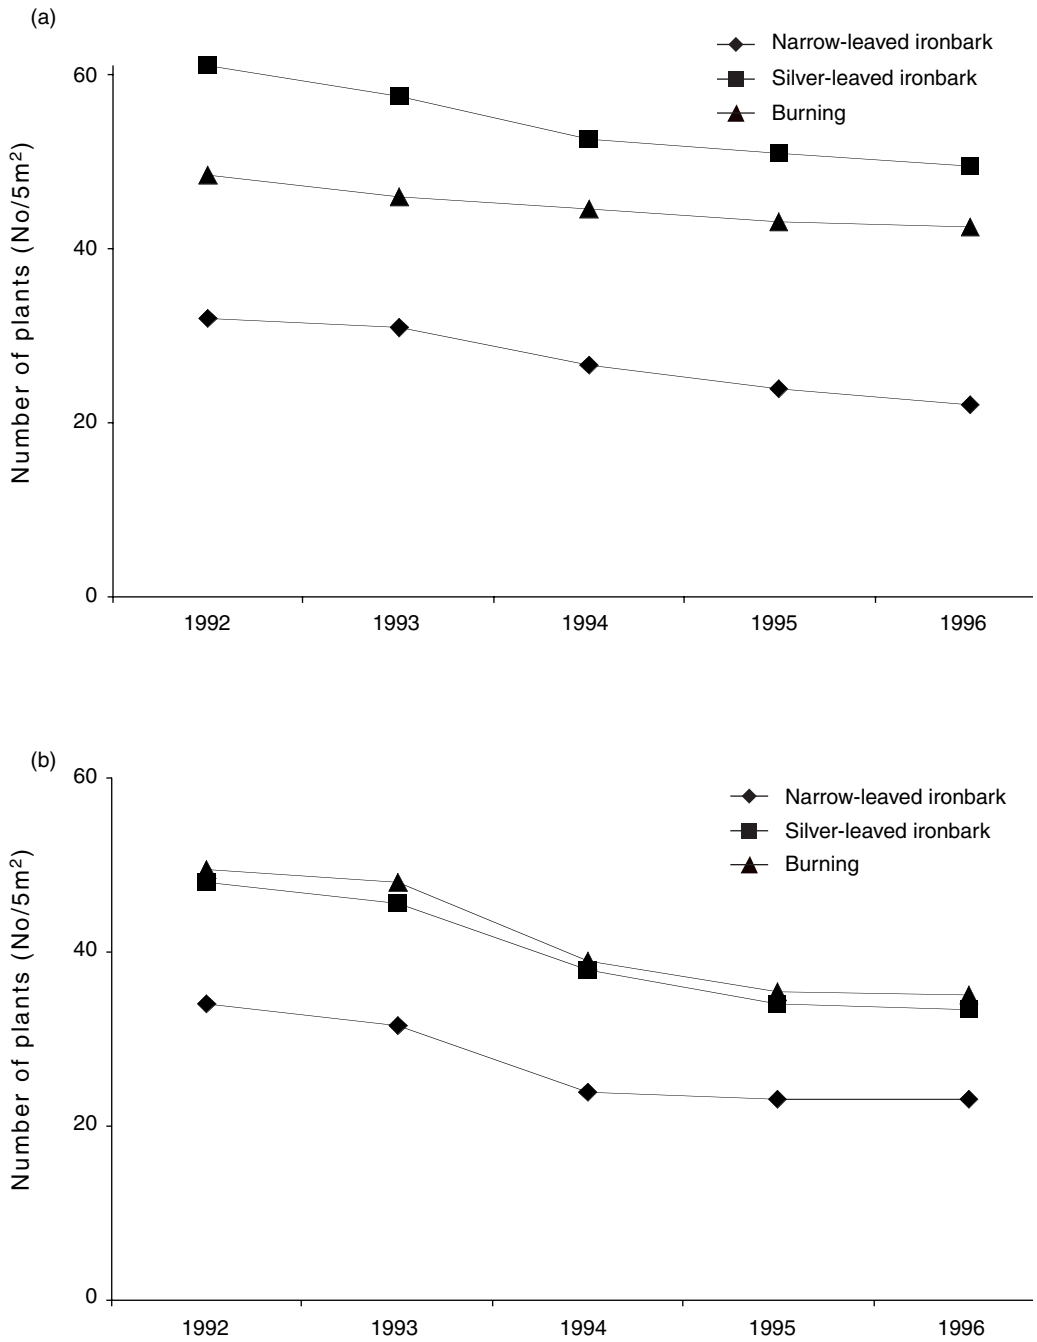 (a)
Narrow-leaved ironbark
Silver-leaved ironbark
Burning
Number of plants (No/5m²)
60
40
20
0
1992 1993 1994 1995 1996
(b)
Narrow-leaved ironbark
Silver-leaved ironbark
Burning
Number of plants (No/5m²)
60
40
20
0
1992 1993 1994 1995 1996